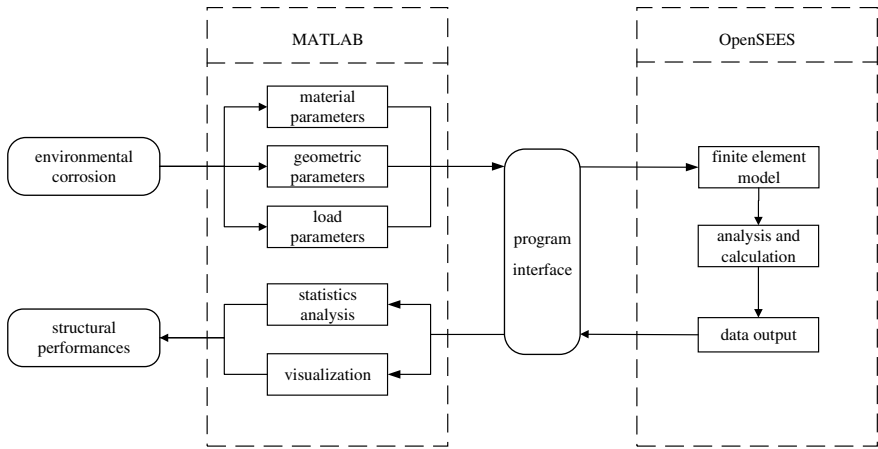 MATLAB
OpenSEES
material
parameters
environmental
corrosion
geometric
parameters
load
parameters
program
interface
finite element
model
analysis and
calculation
data output
statistics
analysis
visualization
structural
performances